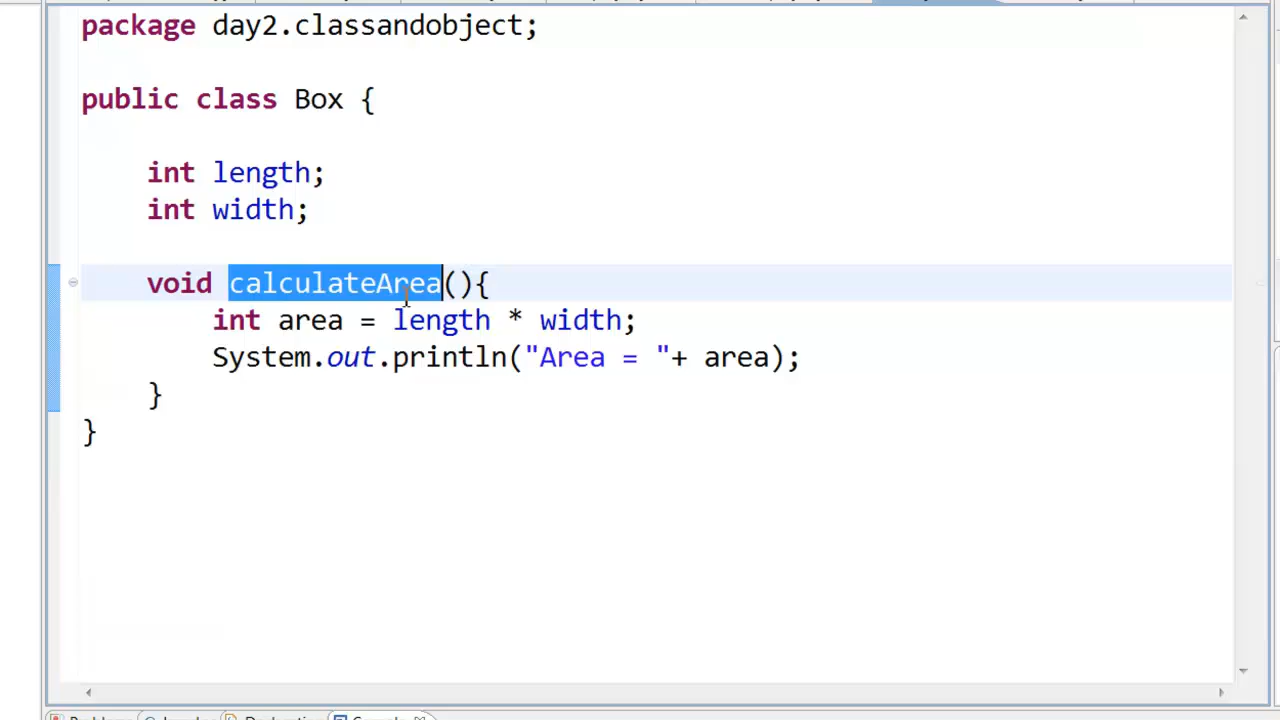 package day2.classandobject;
public class Box {
int length;
int width;
void calculateArea(){
int area = length * width;
System.out.println("Area = "+ area);
}
}